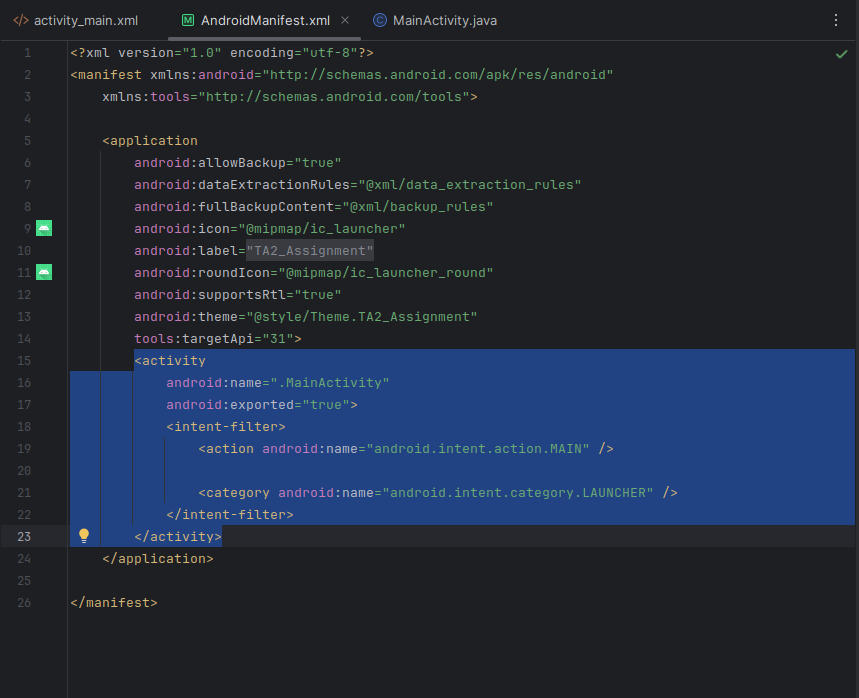 </> activity_main.xml M AndroidManifest.xml × C MainActivity.java
1 <?xml version="1.0" encoding="utf-8"?>
2 <manifest xmlns:android="http://schemas.android.com/apk/res/android"
3     xmlns:tools="http://schemas.android.com/tools">
4
5     <application
6         android:allowBackup="true"
7         android:dataExtractionRules="@xml/data_extraction_rules"
8         android:fullBackupContent="@xml/backup_rules"
9         android:icon="@mipmap/ic_launcher"
10         android:label="TA2_Assignment"
11         android:roundIcon="@mipmap/ic_launcher_round"
12         android:supportsRtl="true"
13         android:theme="@style/Theme.TA2_Assignment"
14         tools:targetApi="31">
15         <activity
16             android:name=".MainActivity"
17             android:exported="true">
18             <intent-filter>
19                 <action android:name="android.intent.action.MAIN" />
20
21                 <category android:name="android.intent.category.LAUNCHER" />
22             </intent-filter>
23         </activity>
24     </application>
25
26 </manifest>